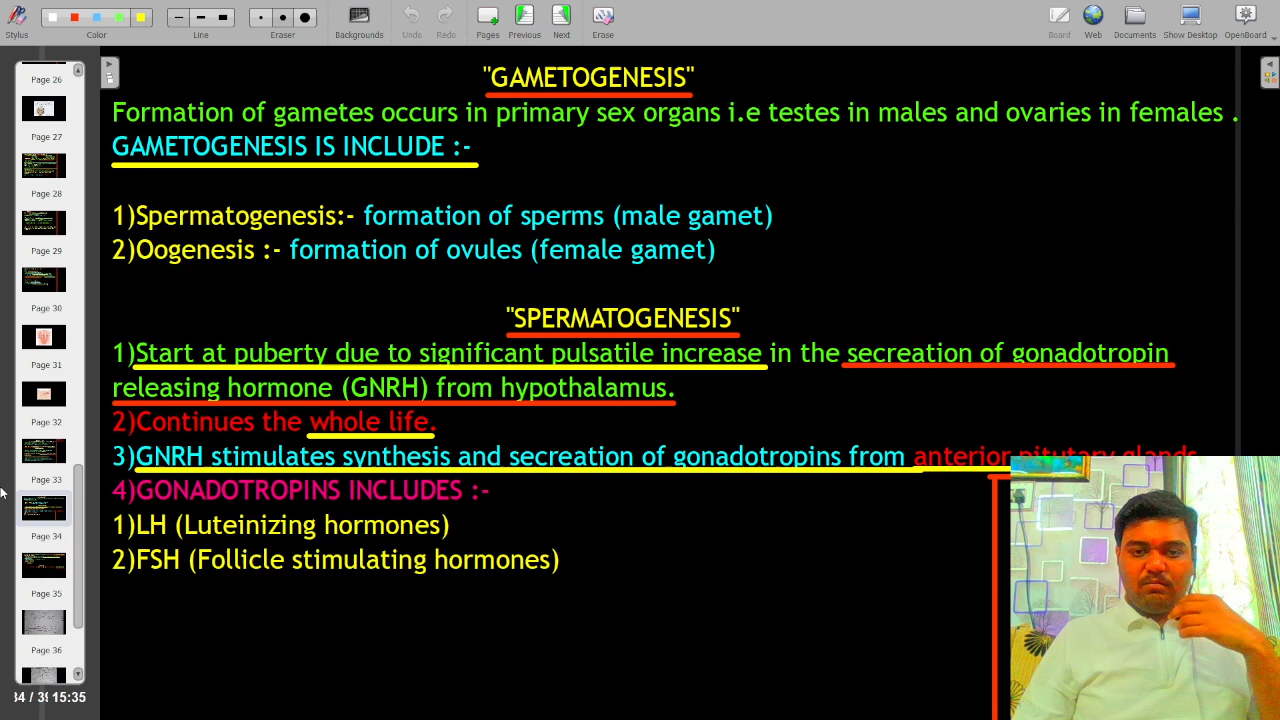 Stylus
Color
Line
Eraser
Backgrounds
Undo
Redo
Pages
Previous
Next
Erase
Board
Web
Documents
Show Desktop
OpenBoard
Page 26
Page 27
Page 28
Page 29
Page 30
Page 31
Page 32
Page 33
Page 34
Page 35
Page 36
15:35
"GAMETOGENESIS"
Formation of gametes occurs in primary sex organs i.e testes in males and ovaries in females .
GAMETOGENESIS IS INCLUDE :-
1)Spermatogenesis:- formation of sperms (male gamet)
2)Oogenesis :- formation of ovules (female gamet)
"SPERMATOGENESIS"
1)Start at puberty due to significant pulsatile increase in the secreation of gonadotropin
releasing hormone (GNRH) from hypothalamus.
2)Continues the whole life.
3)GNRH stimulates synthesis and secreation of gonadotropins from anterior pitutary glands
4)GONADOTROPINS INCLUDES :-
1)LH (Luteinizing hormones)
2)FSH (Follicle stimulating hormones)